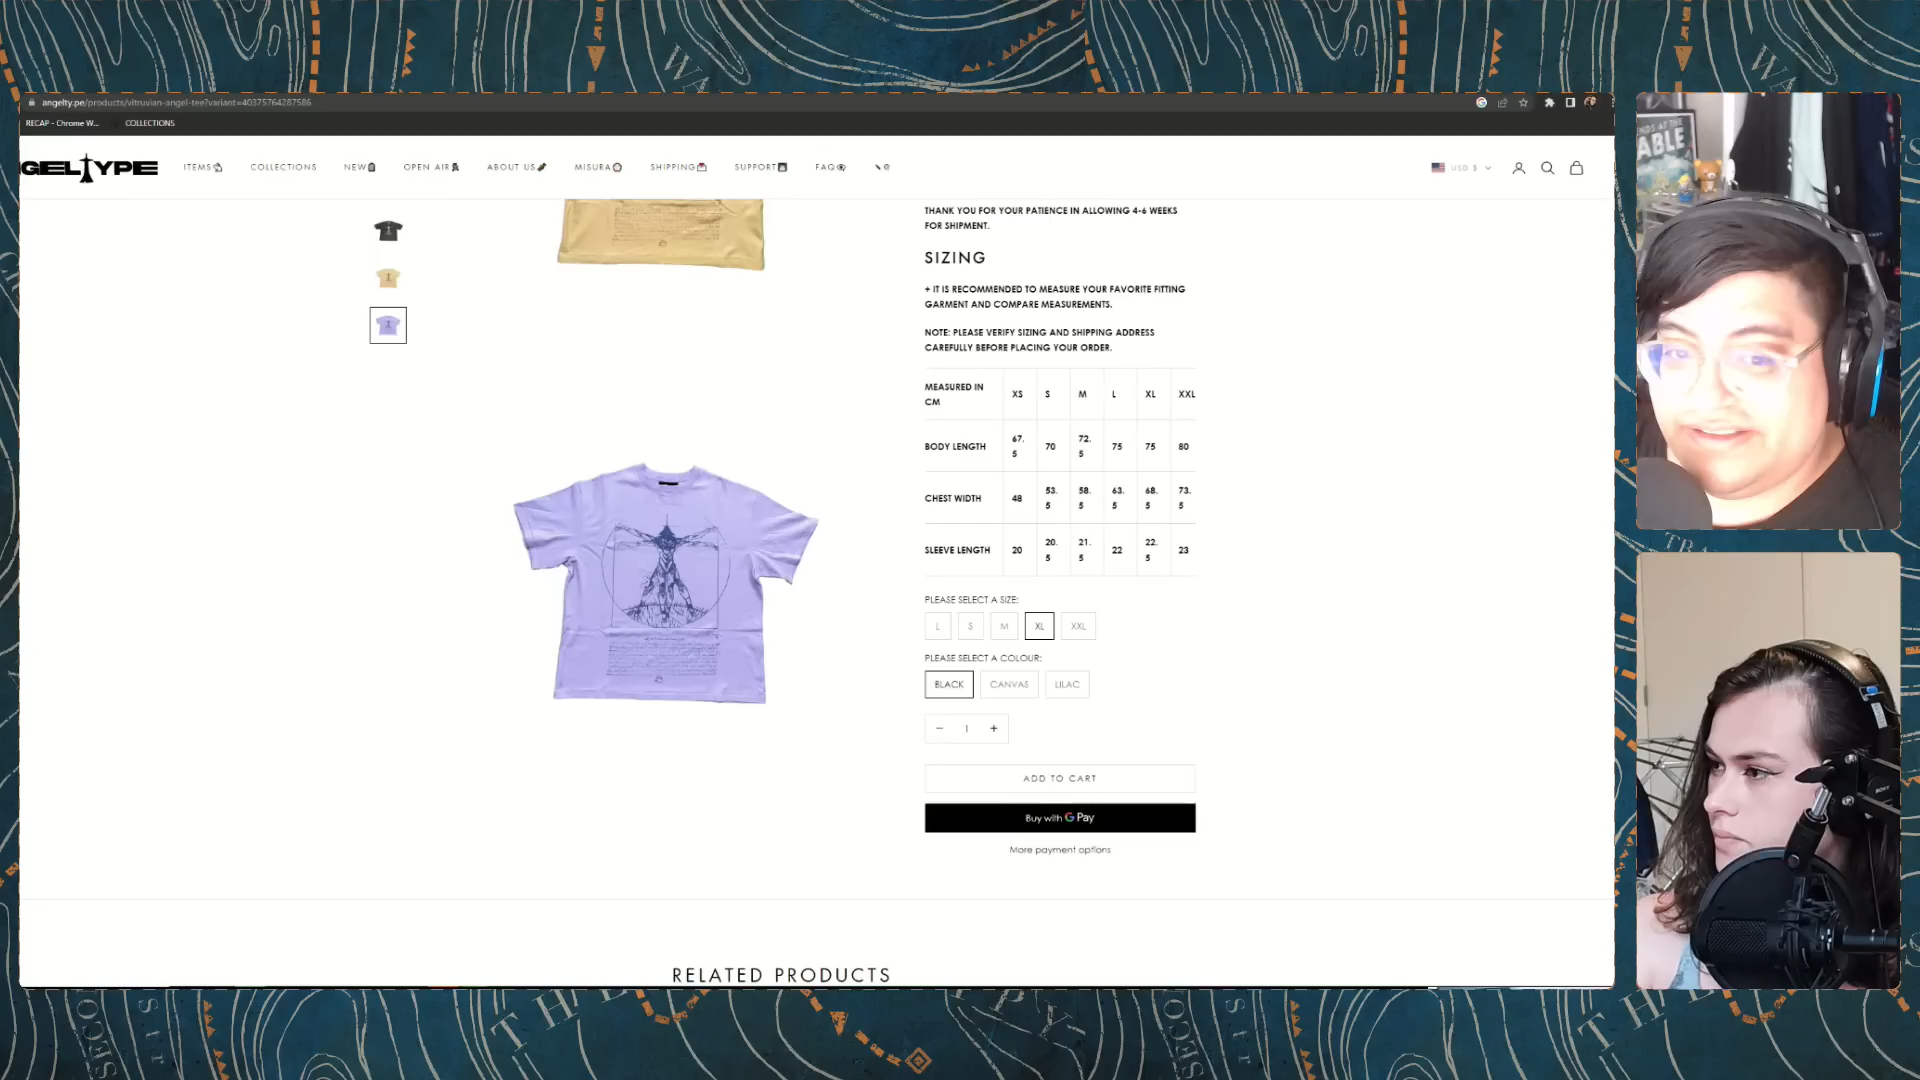 angelty.pe/products/vitruvian-angel-tee?variant=40375764287586
RECAP - Chrome W...
COLLECTIONS
GELTYPE
ITEMS
COLLECTIONS
NEW
OPEN AIR
ABOUT US
MISURA
SHIPPING
SUPPORT
FAQ
USD $
THANK YOU FOR YOUR PATIENCE IN ALLOWING 4-6 WEEKS
FOR SHIPMENT.
SIZING
+ IT IS RECOMMENDED TO MEASURE YOUR FAVORITE FITTING
GARMENT AND COMPARE MEASUREMENTS.
NOTE: PLEASE VERIFY SIZING AND SHIPPING ADDRESS
CAREFULLY BEFORE PLACING YOUR ORDER.
MEASURED IN
CM
XS
S
M
L
XL
XXL
BODY LENGTH
67.
5
70
72.
5
75
75
80
CHEST WIDTH
48
53.
5
58.
5
63.
5
68.
5
73.
5
SLEEVE LENGTH
20
20.
5
21.
5
22
22.
5
23
PLEASE SELECT A SIZE:
L
S
M
XL
XXL
PLEASE SELECT A COLOUR:
BLACK
CANVAS
LILAC
− 1 +
ADD TO CART
Buy with G Pay
More payment options
RELATED PRODUCTS
ABLE
SONY
THE